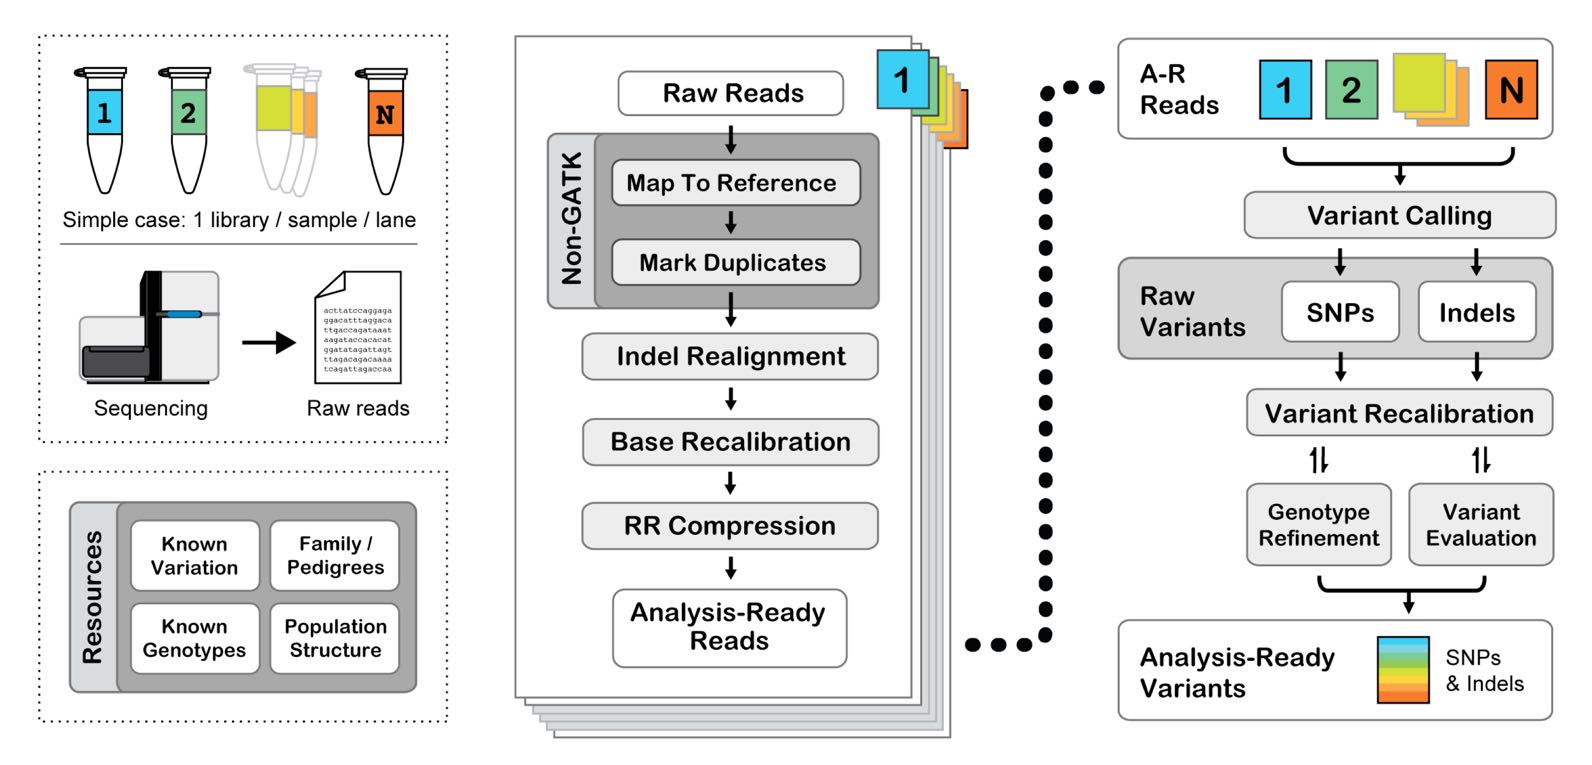 1
2
N
Simple case: 1 library / sample / lane
acttatccaggaga
ggacatttaggaca
ttgaccagataaat
aagataccacacat
ggatatagattagt
ttagacagacaaaa
tcagattagaccaa
Sequencing
Raw reads
Resources
Known
Variation
Family /
Pedigrees
Known
Genotypes
Population
Structure
1
Raw Reads
Non-GATK
Map To Reference
Mark Duplicates
Indel Realignment
Base Recalibration
RR Compression
Analysis-Ready
Reads
A-R
Reads
1
2
N
Variant Calling
Raw
Variants
SNPs
Indels
Variant Recalibration
Genotype
Refinement
Variant
Evaluation
Analysis-Ready
Variants
SNPs
& Indels